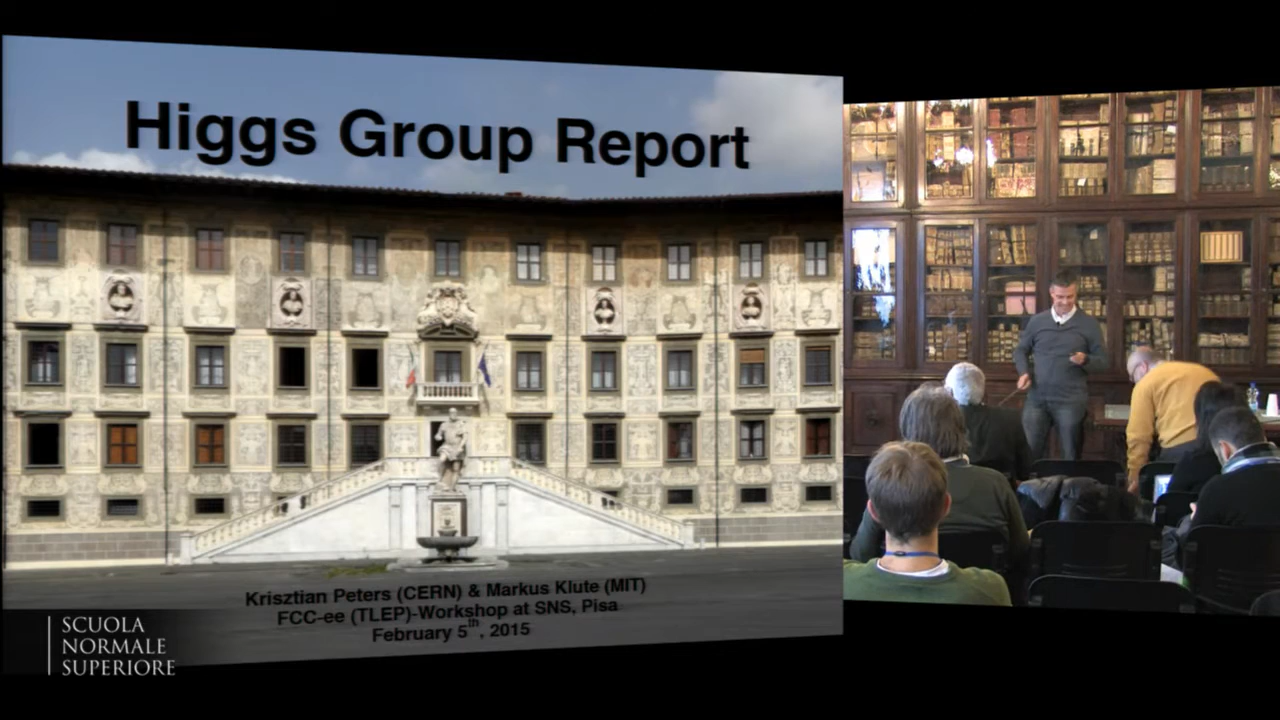 Higgs Group Report
Krisztian Peters (CERN) & Markus Klute (MIT)
FCC-ee (TLEP)-Workshop at SNS, Pisa
February 5th, 2015
SCUOLA
NORMALE
SUPERIORE